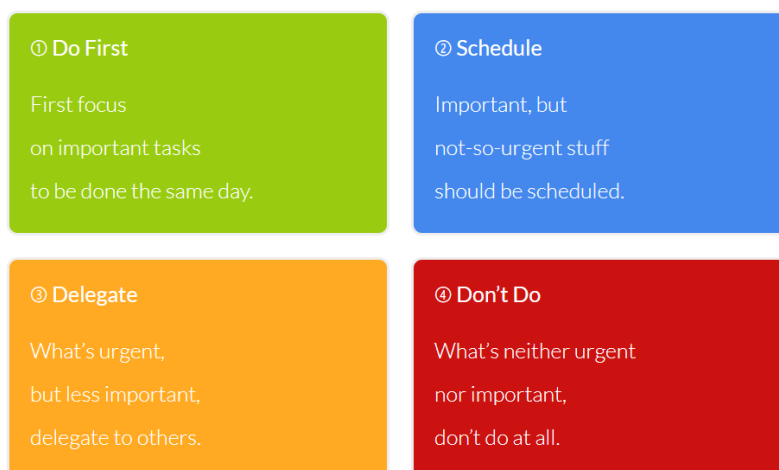 ① Do First
First focus
on important tasks
to be done the same day.
② Schedule
Important, but
not-so-urgent stuff
should be scheduled.
③ Delegate
What’s urgent,
but less important,
delegate to others.
④ Don’t Do
What’s neither urgent
nor important,
don’t do at all.